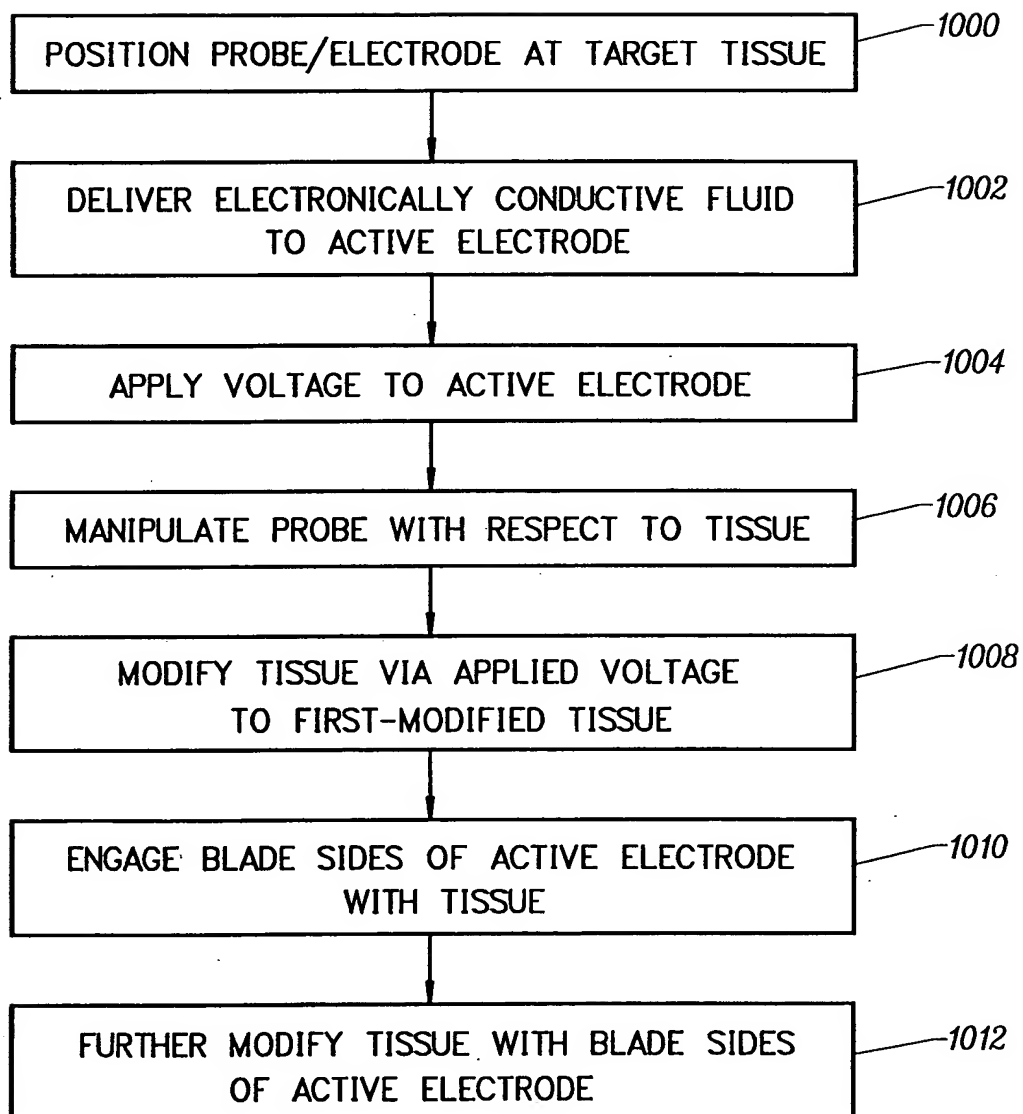 POSITION PROBE/ELECTRODE AT TARGET TISSUE
1000
DELIVER ELECTRONICALLY CONDUCTIVE FLUID
TO ACTIVE ELECTRODE
1002
APPLY VOLTAGE TO ACTIVE ELECTRODE
1004
MANIPULATE PROBE WITH RESPECT TO TISSUE
1006
MODIFY TISSUE VIA APPLIED VOLTAGE
TO FIRST-MODIFIED TISSUE
1008
ENGAGE BLADE SIDES OF ACTIVE ELECTRODE
WITH TISSUE
1010
FURTHER MODIFY TISSUE WITH BLADE SIDES
OF ACTIVE ELECTRODE
1012